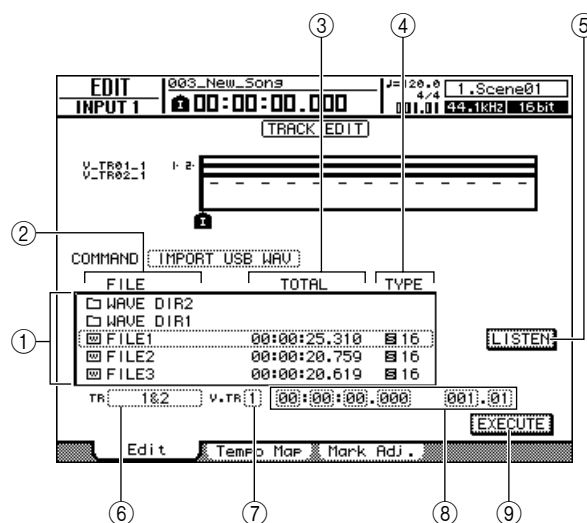 ③ ④ ⑤
EDIT 003_New_Song ♩=120.0 4/4 1.Scene01
INPUT 1 00:00:00.000 001.01 44.1kHz 16bit
TRACK EDIT
V_TR01_1 1- 2-
V_TR02_1
②
COMMAND IMPORT USB WAV
FILE TOTAL TYPE
①
WAVE DIR2
WAVE DIR1
FILE1 00:00:25.310 S 16 LISTEN
FILE2 00:00:20.759 S 16
FILE3 00:00:20.619 S 16
TR 1&2 V.TR 1 00:00:00.000 001.01
EXECUTE
Edit Tempo Map Mark Adj.
⑥ ⑦ ⑧ ⑨